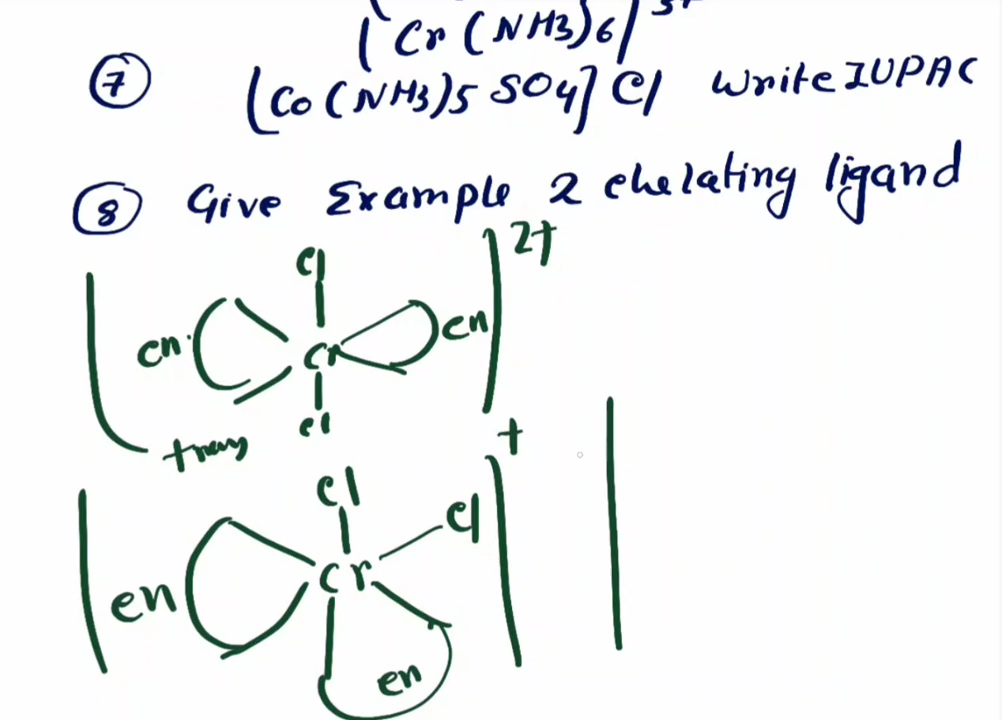 [Cr(NH3)6]3+
⑦ [Co(NH3)5 SO4] Cl Write IUPAC
⑧ Give Example 2 chelating ligand
Cl 2+
en Cr en
Cl
trans +
Cl
Cl
Cr
en
en